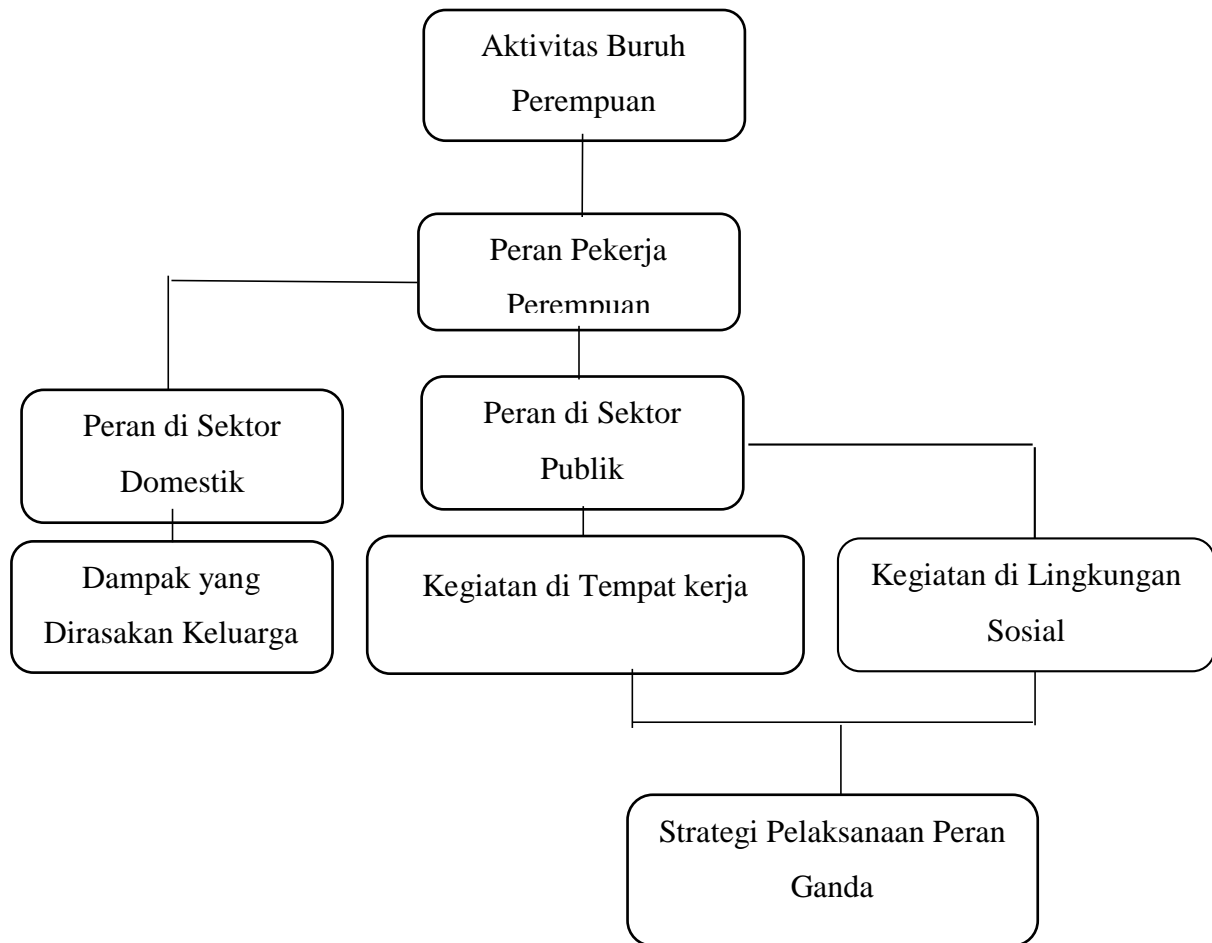 Aktivitas Buruh
Perempuan
Peran Pekerja
Perempuan
Peran di Sektor
Domestik
Peran di Sektor
Publik
Dampak yang
Dirasakan Keluarga
Kegiatan di Tempat kerja
Kegiatan di Lingkungan
Sosial
Strategi Pelaksanaan Peran
Ganda